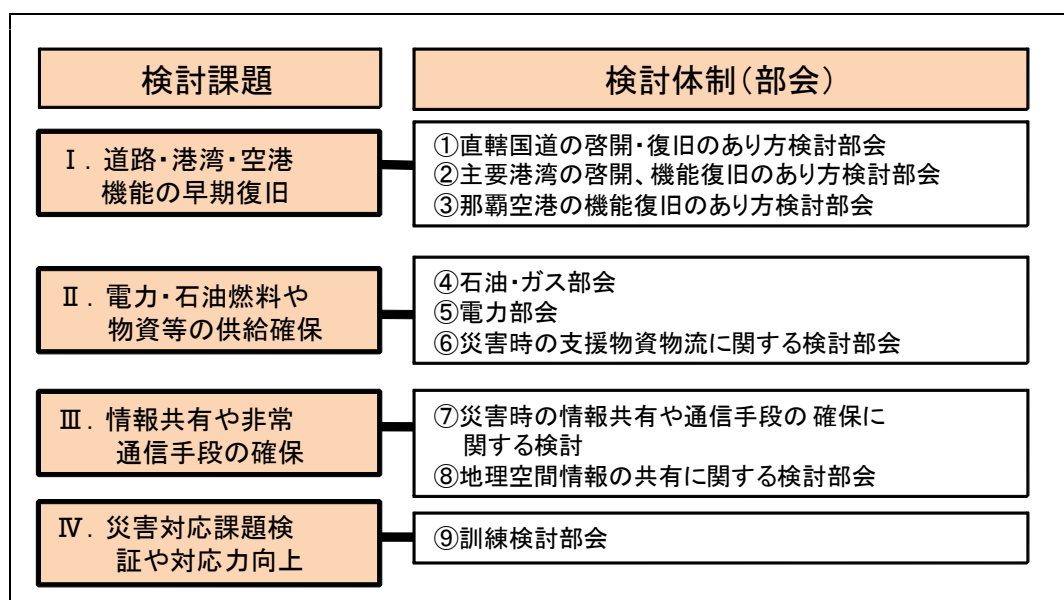 検討課題
検討体制(部会)
Ⅰ．道路・港湾・空港
機能の早期復旧
①直轄国道の啓開・復旧のあり方検討部会
②主要港湾の啓開、機能復旧のあり方検討部会
③那覇空港の機能復旧のあり方検討部会
Ⅱ．電力・石油燃料や
物資等の供給確保
④石油・ガス部会
⑤電力部会
⑥災害時の支援物資物流に関する検討部会
Ⅲ．情報共有や非常
通信手段の確保
⑦災害時の情報共有や通信手段の 確保に
関する検討
⑧地理空間情報の共有に関する検討部会
Ⅳ．災害対応課題検
証や対応力向上
⑨訓練検討部会